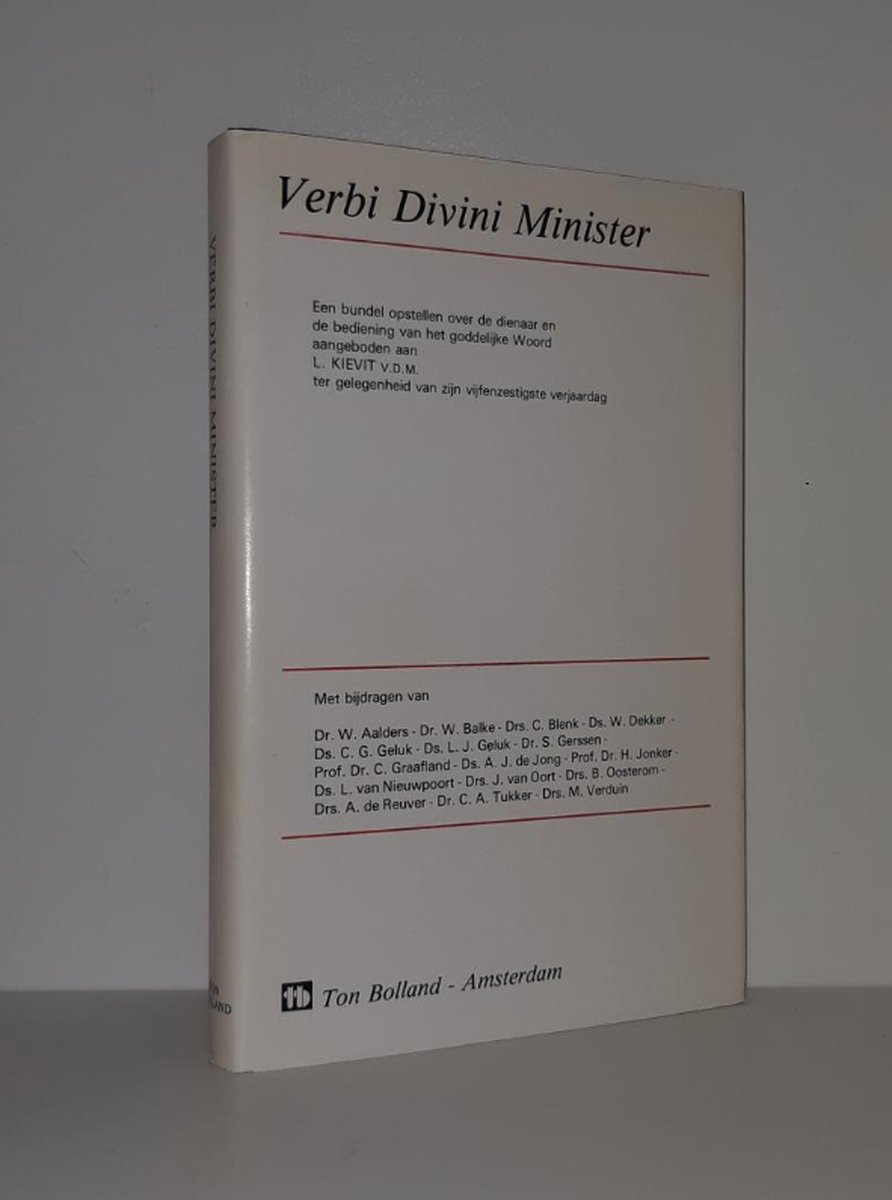 Verbi Divini Minister
Een bundel opstellen over de dienaar en
de bediening van het goddelijke Woord
aangeboden aan
L. KIEVIT V.D.M.
ter gelegenheid van zijn vijfenzestigste verjaardag
Met bijdragen van
Dr. W. Aalders - Dr. W. Balke - Drs. C. Blenk - Ds. W. Dekker -
Ds. C. G. Geluk - Ds. L. J. Geluk - Dr. S. Gerssen -
Prof. Dr. C. Graafland - Ds. A. J. de Jong - Prof. Dr. H. Jonker -
Ds. L. van Nieuwpoort - Drs. J. van Oort - Drs. B. Oosterom -
Drs. A. de Reuver - Dr. C. A. Tukker - Drs. M. Verduin
tb Ton Bolland - Amsterdam
VERBI DIVINI MINISTER